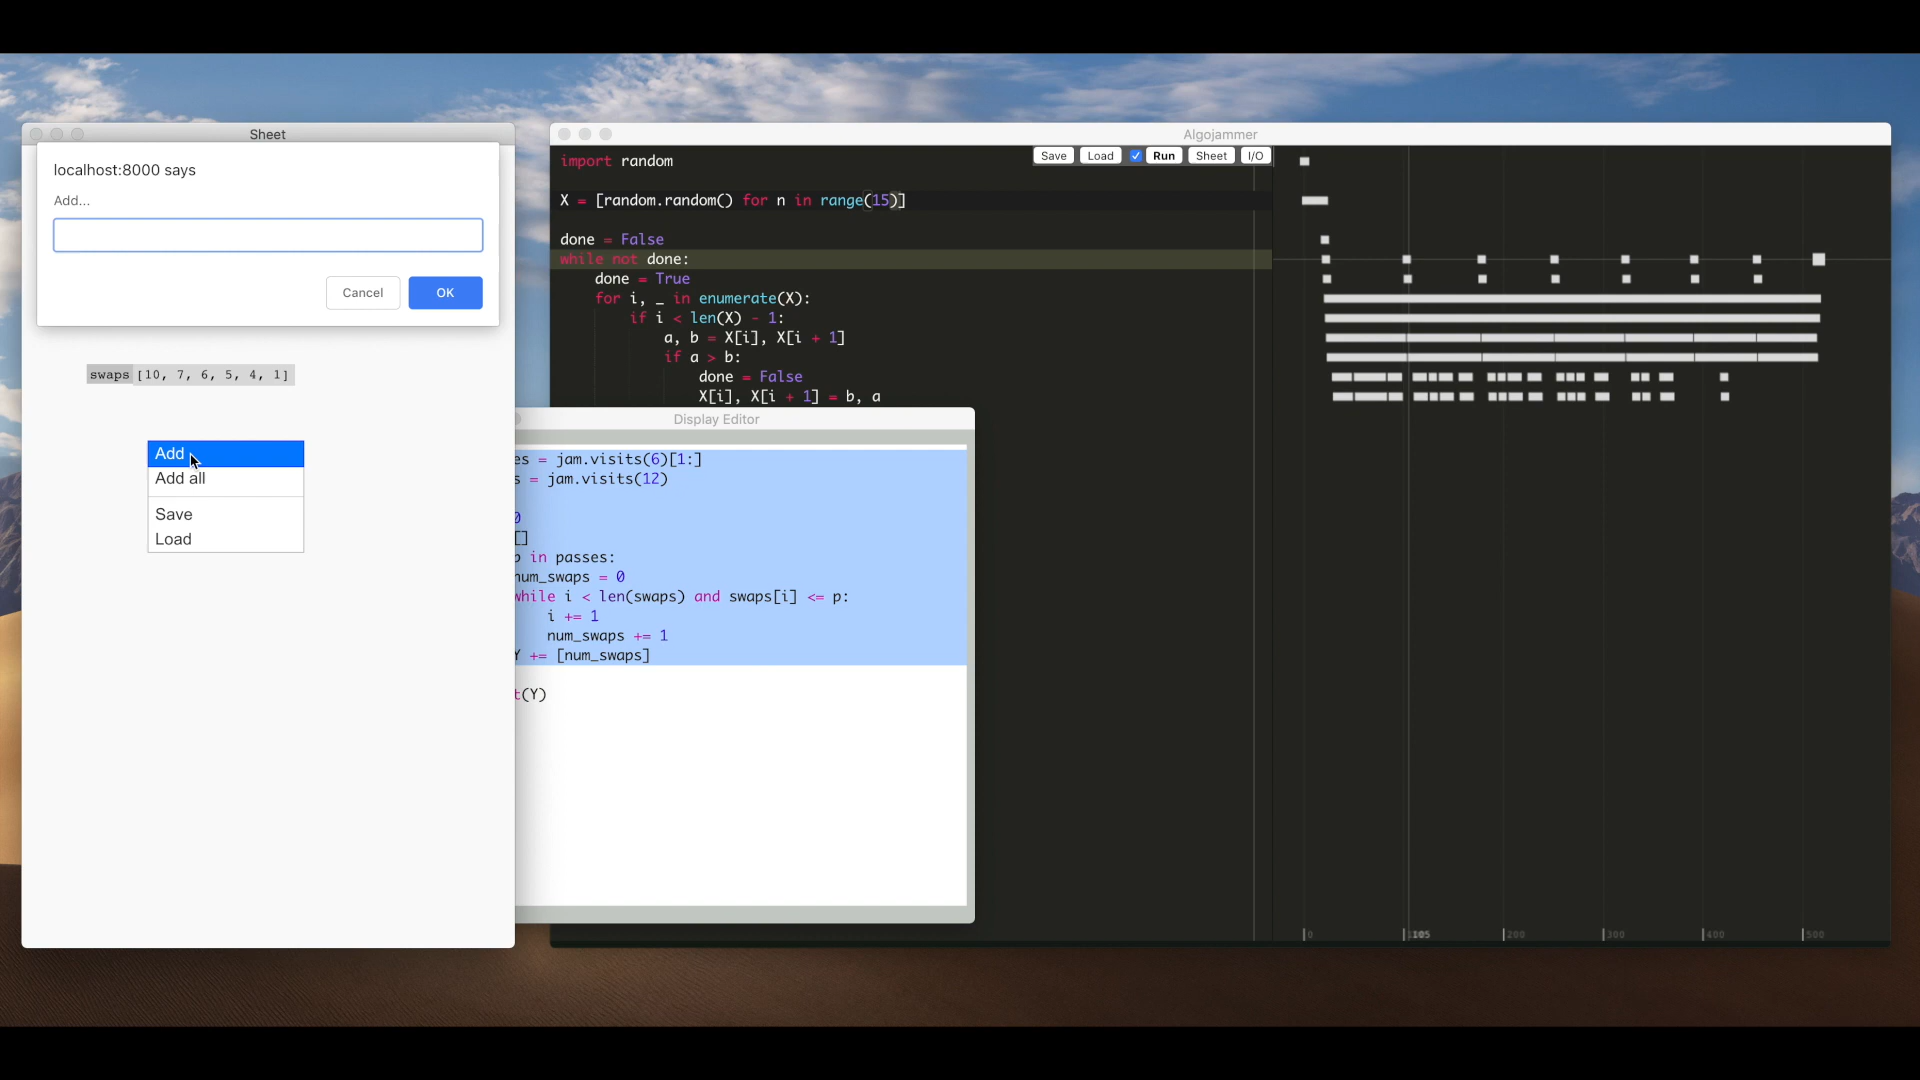 Sheet
localhost:8000 says
Add...
Cancel
OK
swaps [10, 7, 6, 5, 4, 1]
Add
Add all
Save
Load
Algojammer
Save Load Run Sheet I/O
import random
X = [random.random() for n in range(15)]
done = False
while not done:
done = True
for i, _ in enumerate(X):
if i < len(X) - 1:
a, b = X[i], X[i + 1]
if a > b:
done = False
X[i], X[i + 1] = b, a
Display Editor
es = jam.visits(6)[1:]
s = jam.visits(12)
0
[]
p in passes:
num_swaps = 0
while i < len(swaps) and swaps[i] <= p:
i += 1
num_swaps += 1
Y += [num_swaps]
t(Y)
0 105 200 300 400 500